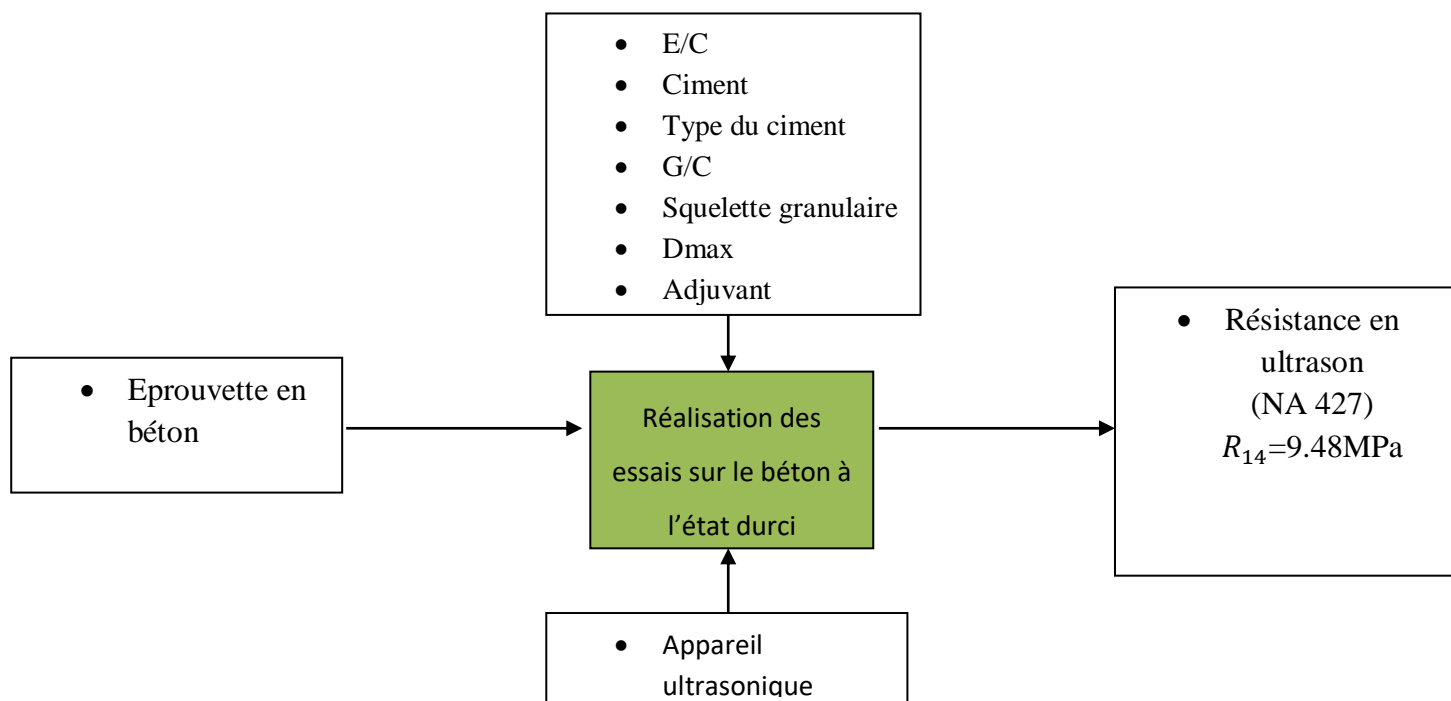 • E/C
• Ciment
• Type du ciment
• G/C
• Squelette granulaire
• Dmax
• Adjuvant
• Eprouvette en
béton
Réalisation des
essais sur le béton à
l’état durci
• Résistance en
ultrason
(NA 427)
𝑅₁₄=9.48MPa
• Appareil
ultrasonique